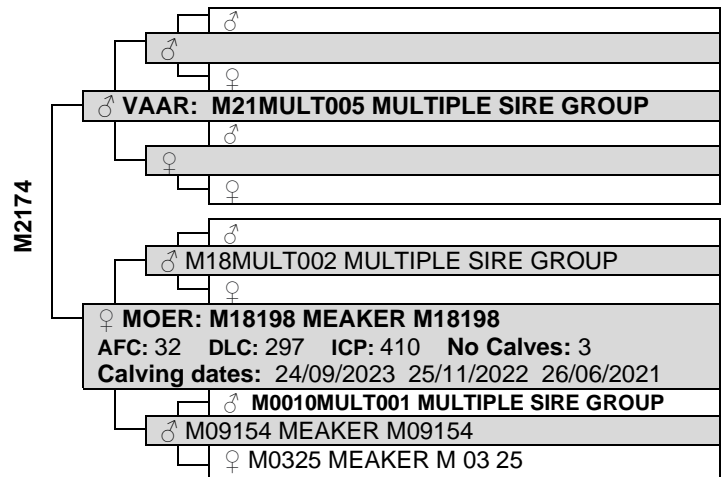 ♂
♂
♀
♂ VAAR: M21MULT005 MULTIPLE SIRE GROUP
♂
♀
♀
M2174
♂
♂ M18MULT002 MULTIPLE SIRE GROUP
♀
♀ MOER: M18198 MEAKER M18198
AFC: 32 DLC: 297 ICP: 410 No Calves: 3
Calving dates: 24/09/2023 25/11/2022 26/06/2021
♂ M0010MULT001 MULTIPLE SIRE GROUP
♂ M09154 MEAKER M09154
♀ M0325 MEAKER M 03 25